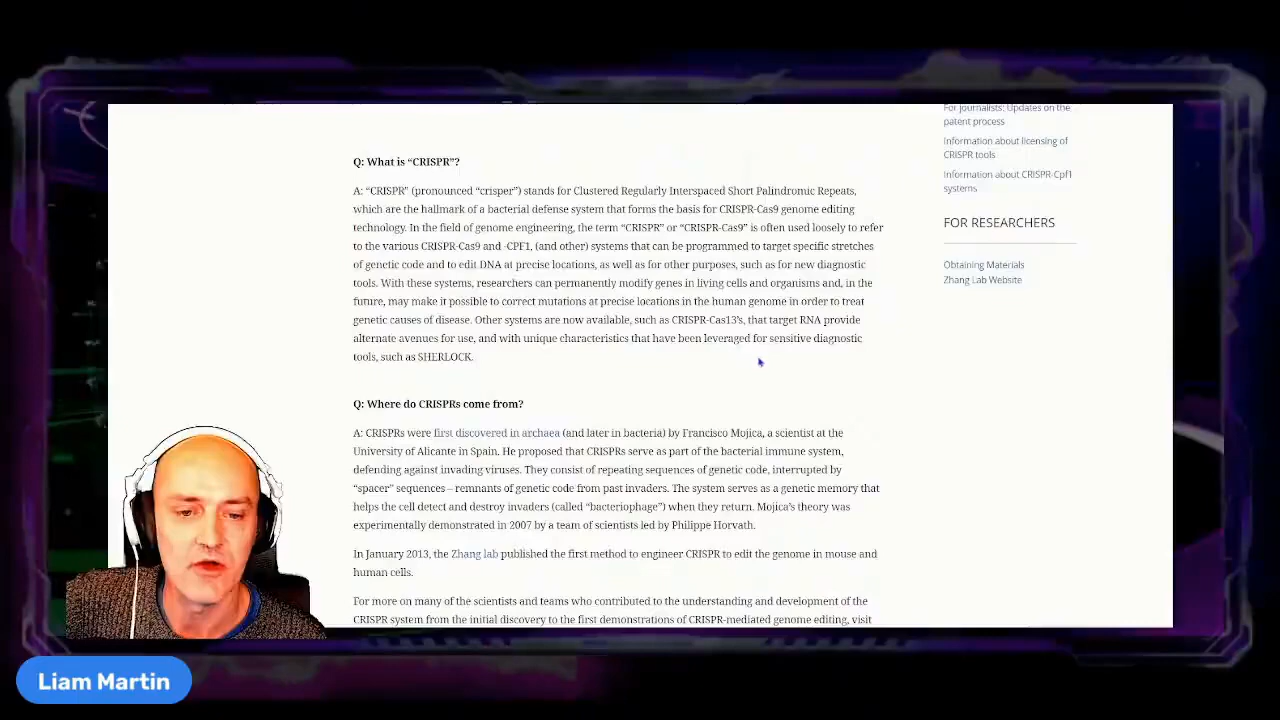 For journalists: Updates on the
patent process
Information about licensing of
CRISPR tools
Information about CRISPR-Cpf1
systems
FOR RESEARCHERS
Obtaining Materials
Zhang Lab Website
Q: What is “CRISPR”?
A: “CRISPR” (pronounced “crisper”) stands for Clustered Regularly Interspaced Short Palindromic Repeats,
which are the hallmark of a bacterial defense system that forms the basis for CRISPR-Cas9 genome editing
technology. In the field of genome engineering, the term “CRISPR” or “CRISPR-Cas9” is often used loosely to refer
to the various CRISPR-Cas9 and -CPF1, (and other) systems that can be programmed to target specific stretches
of genetic code and to edit DNA at precise locations, as well as for other purposes, such as for new diagnostic
tools. With these systems, researchers can permanently modify genes in living cells and organisms and, in the
future, may make it possible to correct mutations at precise locations in the human genome in order to treat
genetic causes of disease. Other systems are now available, such as CRISPR-Cas13’s, that target RNA provide
alternate avenues for use, and with unique characteristics that have been leveraged for sensitive diagnostic
tools, such as SHERLOCK.
Q: Where do CRISPRs come from?
A: CRISPRs were first discovered in archaea (and later in bacteria) by Francisco Mojica, a scientist at the
University of Alicante in Spain. He proposed that CRISPRs serve as part of the bacterial immune system,
defending against invading viruses. They consist of repeating sequences of genetic code, interrupted by
“spacer” sequences – remnants of genetic code from past invaders. The system serves as a genetic memory that
helps the cell detect and destroy invaders (called “bacteriophage”) when they return. Mojica’s theory was
experimentally demonstrated in 2007 by a team of scientists led by Philippe Horvath.
In January 2013, the Zhang lab published the first method to engineer CRISPR to edit the genome in mouse and
human cells.
For more on many of the scientists and teams who contributed to the understanding and development of the
CRISPR system from the initial discovery to the first demonstrations of CRISPR-mediated genome editing, visit
Liam Martin